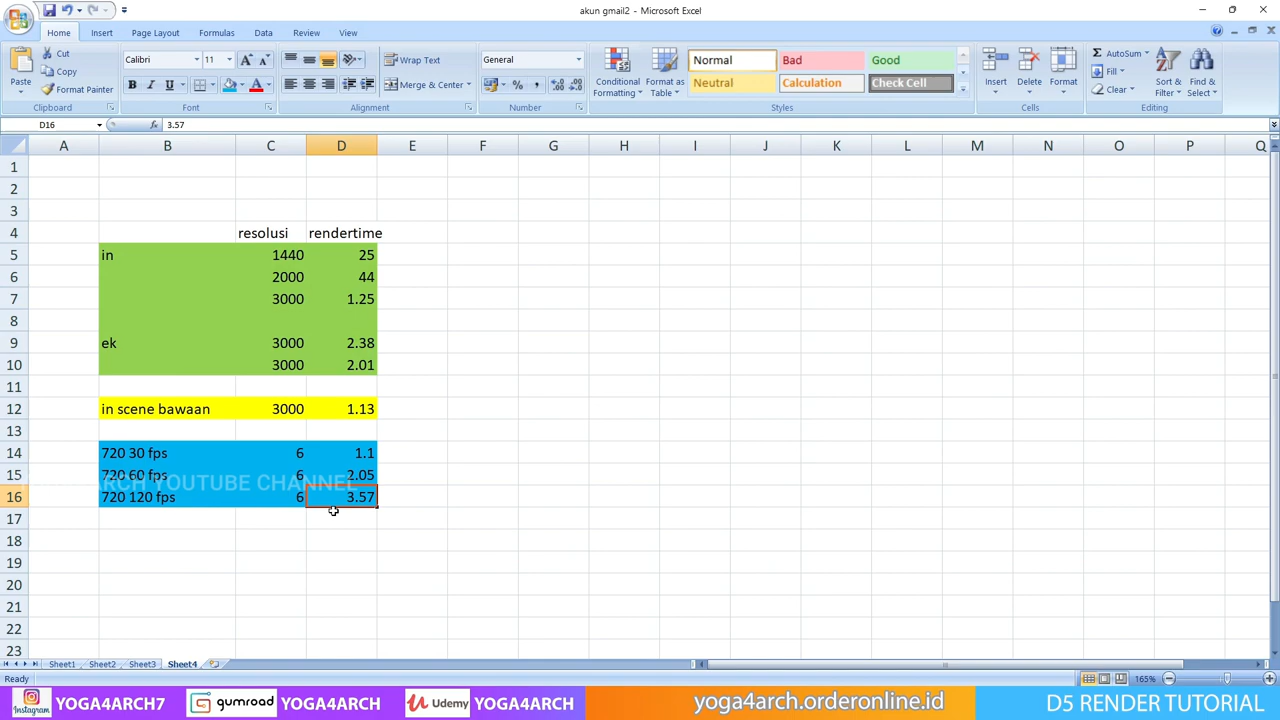 akun gmail2 - Microsoft Excel
Home Insert Page Layout Formulas Data Review View
Paste
Cut
Copy
Format Painter
Clipboard
Calibri 11
B I U
Font
Wrap Text
Merge & Center
Alignment
General
Number
Conditional Formatting
Format as Table
Normal Bad Good
Neutral Calculation Check Cell
Styles
Insert Delete Format
Cells
AutoSum
Fill
Clear
Sort & Filter
Find & Select
Editing
D16 fx 3.57
A B C D E F G H I J K L M N O P Q
1
2
3
4 resolusi rendertime
5 in 1440 25
6 2000 44
7 3000 1.25
8
9 ek 3000 2.38
10 3000 2.01
11
12 in scene bawaan 3000 1.13
13
14 720 30 fps 6 1.1
15 720 60 fps 6 2.05
ARCH YOUTUBE CHANNEL
16 720 120 fps 6 3.57
17
18
19
20
21
22
23
Sheet1 Sheet2 Sheet3 Sheet4
Ready 165%
Instagram YOGA4ARCH7 gumroad YOGA4ARCH Udemy YOGA4ARCH yoga4arch.orderonline.id D5 RENDER TUTORIAL